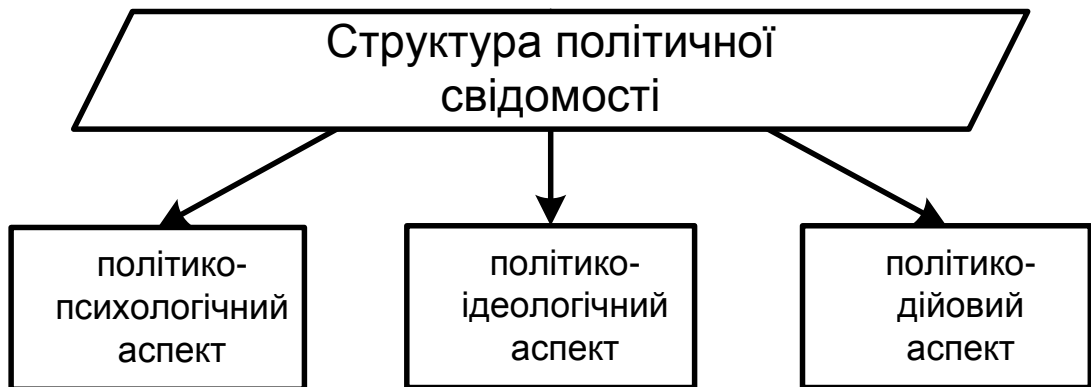 Структура політичної
свідомості
політико-
психологічний
аспект
політико-
ідеологічний
аспект
політико-
дійовий
аспект